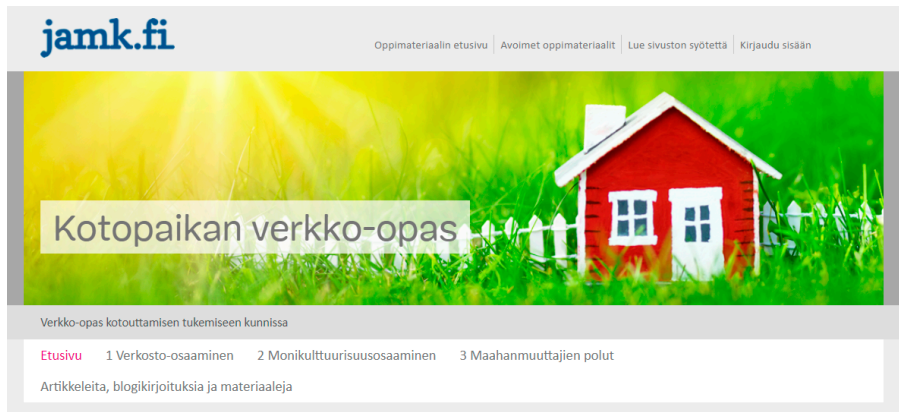 jamk.fi
Oppimateriaalin etusivu Avoimet oppimateriaalit Lue sivuston syötettä Kirjaudu sisään
Kotopaikan verkko-opas
Verkko-opas kotouttamisen tukemiseen kunnissa
Etusivu 1 Verkosto-osaaminen 2 Monikulttuurisuusosaaminen 3 Maahanmuuttajien polut
Artikkeleita, blogikirjoituksia ja materiaaleja